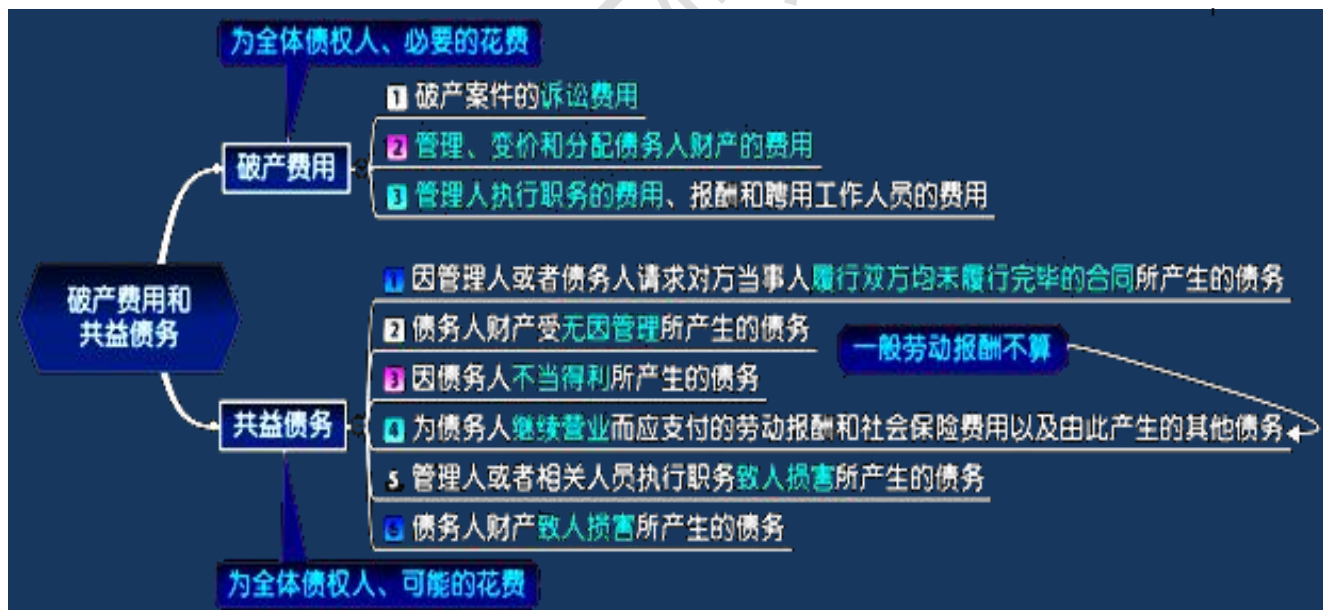 为全体债权人、必要的花费
1 破产案件的诉讼费用
2 管理、变价和分配债务人财产的费用
破产费用
3 管理人执行职务的费用、报酬和聘用工作人员的费用
1 因管理人或者债务人请求对方当事人履行双方均未履行完毕的合同所产生的债务
破产费用和
共益债务
2 债务人财产受无因管理所产生的债务
一般劳动报酬不算
3 因债务人不当得利所产生的债务
共益债务
4 为债务人继续营业而应支付的劳动报酬和社会保险费用以及由此产生的其他债务
5 管理人或者相关人员执行职务致人损害所产生的债务
6 债务人财产致人损害所产生的债务
为全体债权人、可能的花费